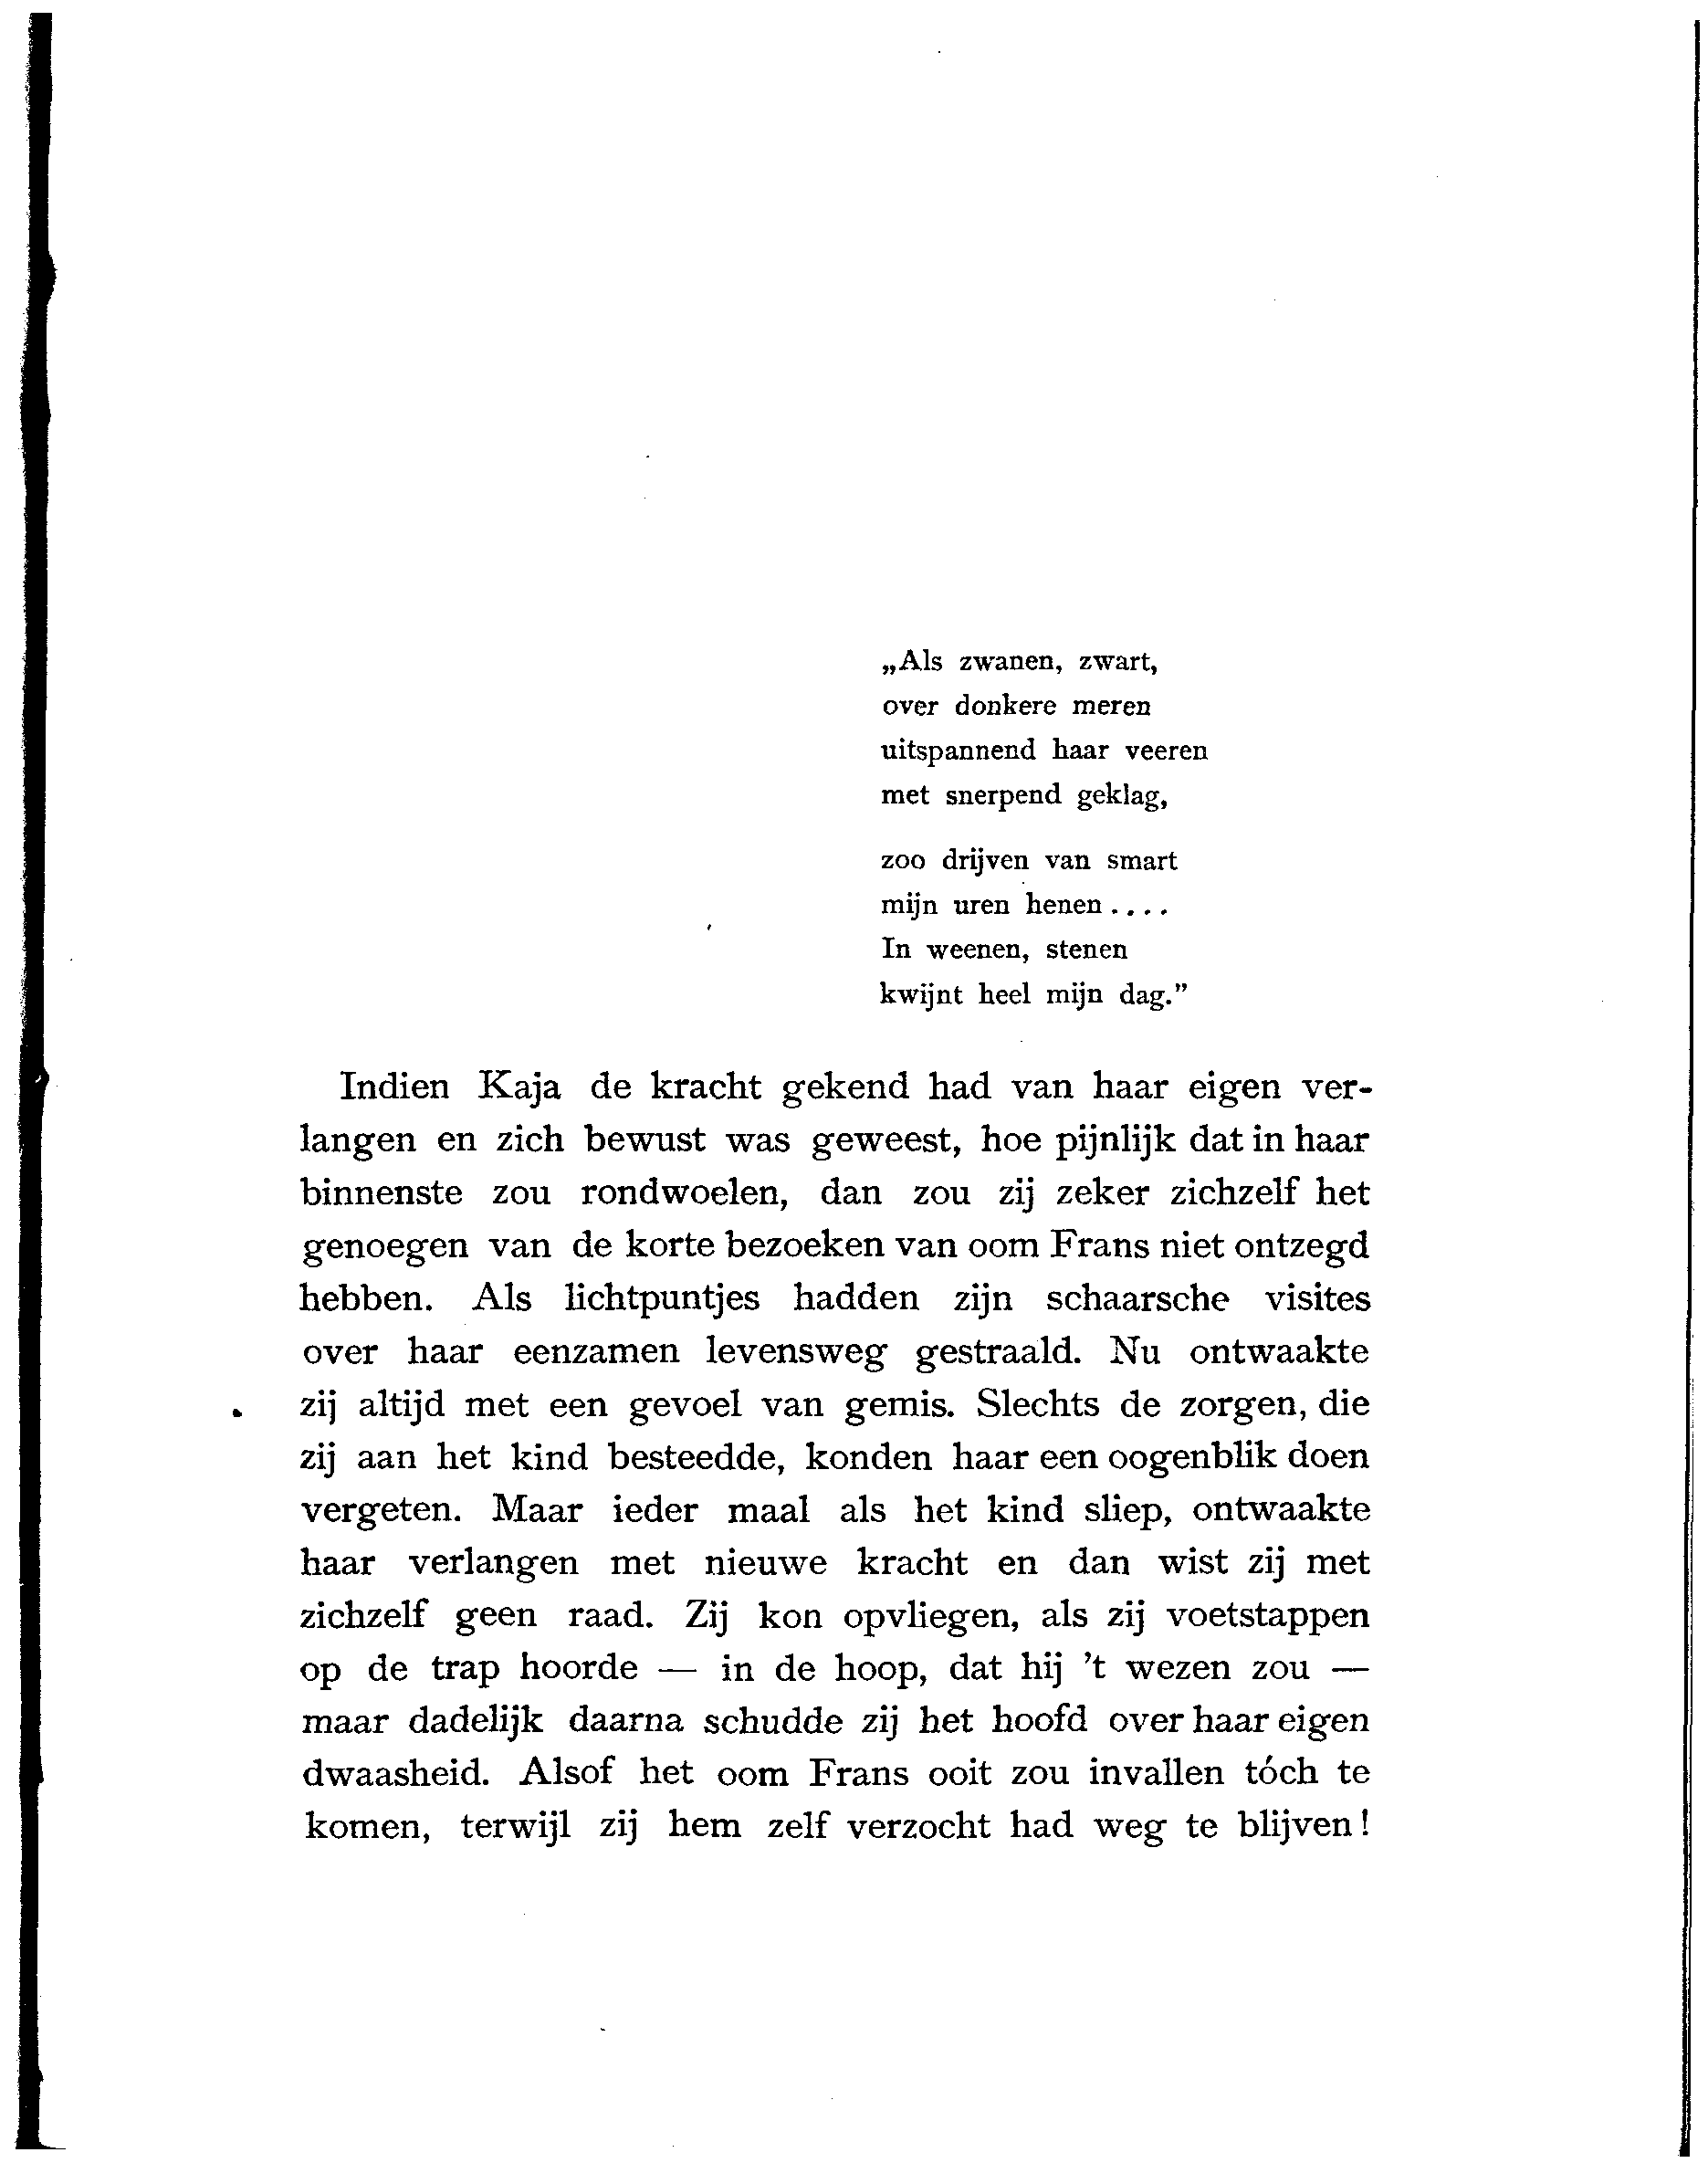 „Als zwanen, zwart,
over donkere meren
uitspannend haar veeren
met snerpend geklag,
zoo drijven van smart
mijn uren henen....
In weenen, stenen
kwijnt heel mijn dag.”
Indien Kaja de kracht gekend had van haar eigen ver-
langen en zich bewust was geweest, hoe pijnlijk dat in haar
binnenste zou rondwoelen, dan zou zij zeker zichzelf het
genoegen van de korte bezoeken van oom Frans niet ontzegd
hebben. Als lichtpuntjes hadden zijn schaarsche visites
over haar eenzamen levensweg gestraald. Nu ontwaakte
zij altijd met een gevoel van gemis. Slechts de zorgen, die
zij aan het kind besteedde, konden haar een oogenblik doen
vergeten. Maar ieder maal als het kind sliep, ontwaakte
haar verlangen met nieuwe kracht en dan wist zij met
zichzelf geen raad. Zij kon opvliegen, als zij voetstappen
op de trap hoorde — in de hoop, dat hij 't wezen zou —
maar dadelijk daarna schudde zij het hoofd over haar eigen
dwaasheid. Alsof het oom Frans ooit zou invallen tóch te
komen, terwijl zij hem zelf verzocht had weg te blijven!